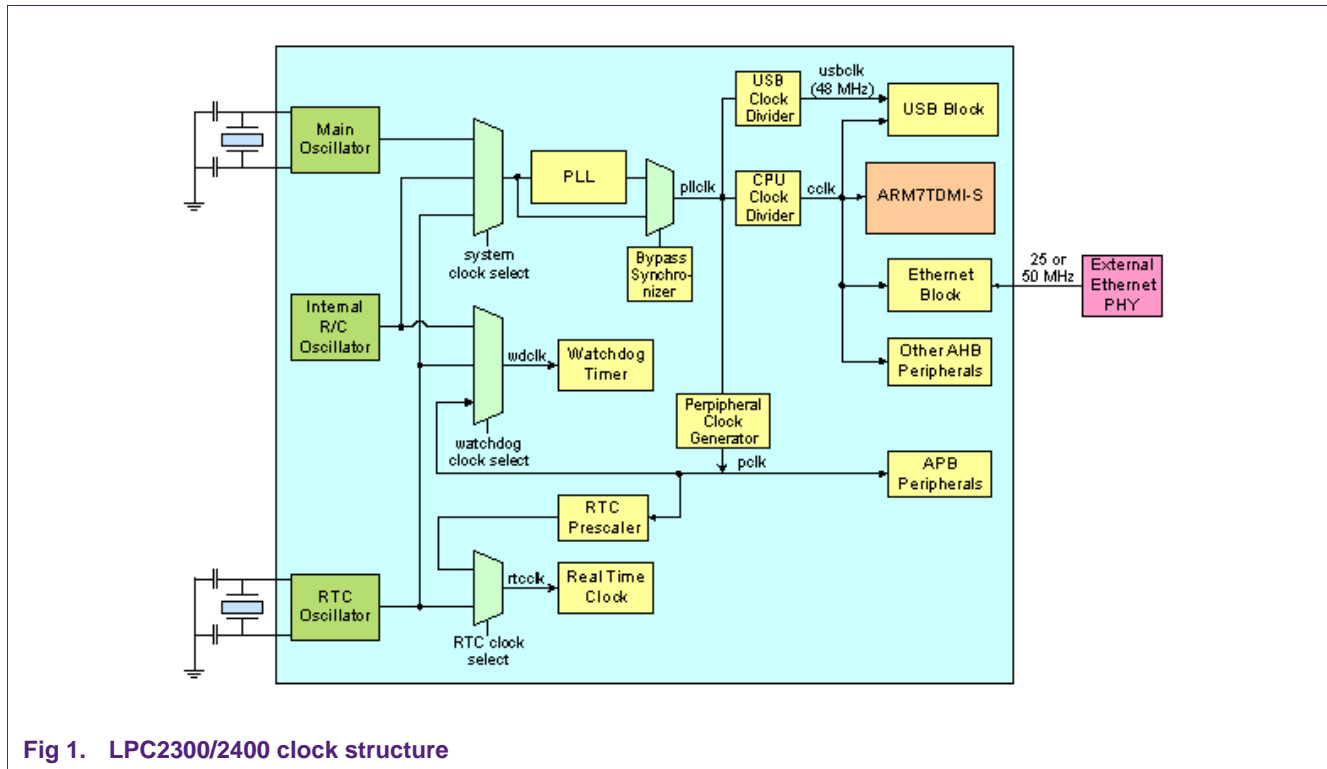 USB
Clock
Divider
usbclk
(48 MHz)
USB Block
Main
Oscillator
PLL
pllclk
CPU
Clock
Divider
cclk
ARM7TDMI-S
system
clock select
Bypass
Synchro-
nizer
Ethernet
Block
25 or
50 MHz
External
Ethernet
PHY
Internal
R/C
Oscillator
wdclk
Watchdog
Timer
Other AHB
Peripherals
watchdog
clock select
Perpipheral
Clock
Generator
pclk
APB
Peripherals
RTC
Prescaler
RTC
Oscillator
rtcclk
Real Time
Clock
RTC clock
select
Fig 1. LPC2300/2400 clock structure